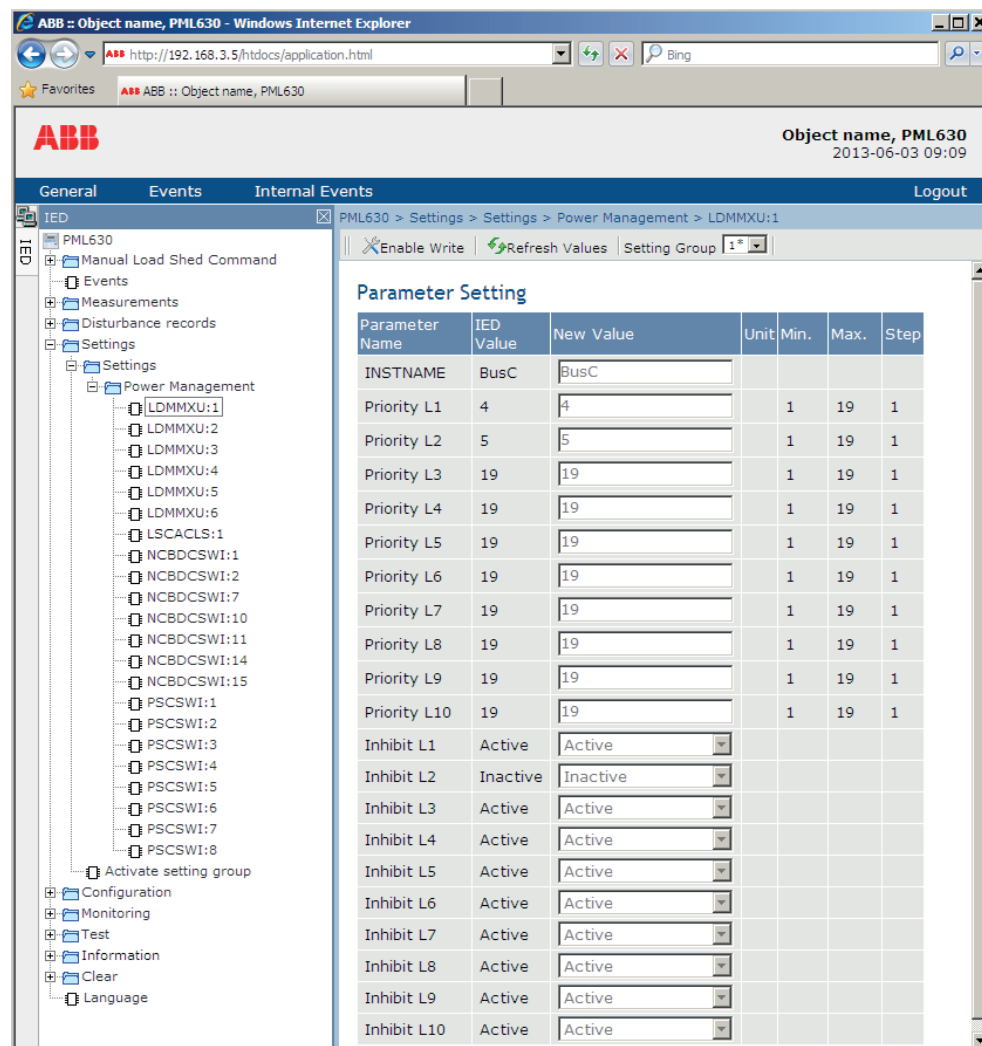 ABB :: Object name, PML630 - Windows Internet Explorer
ABB http://192.168.3.5/htdocs/application.html
Bing
Favorites
ABB ABB :: Object name, PML630
ABB
Object name, PML630
2013-06-03 09:09
General Events Internal Events Logout
IED
IED
PML630
Manual Load Shed Command
Events
Measurements
Disturbance records
Settings
Settings
Power Management
LDMMXU:1
LDMMXU:2
LDMMXU:3
LDMMXU:4
LDMMXU:5
LDMMXU:6
LSCACLS:1
NCBDCSWI:1
NCBDCSWI:2
NCBDCSWI:7
NCBDCSWI:10
NCBDCSWI:11
NCBDCSWI:14
NCBDCSWI:15
PSCSWI:1
PSCSWI:2
PSCSWI:3
PSCSWI:4
PSCSWI:5
PSCSWI:6
PSCSWI:7
PSCSWI:8
Activate setting group
Configuration
Monitoring
Test
Information
Clear
Language
PML630 > Settings > Settings > Power Management > LDMMXU:1
Enable Write Refresh Values Setting Group 1*
Parameter Setting
Parameter Name IED Value New Value Unit Min. Max. Step
INSTNAME BusC BusC
Priority L1 4 4 1 19 1
Priority L2 5 5 1 19 1
Priority L3 19 19 1 19 1
Priority L4 19 19 1 19 1
Priority L5 19 19 1 19 1
Priority L6 19 19 1 19 1
Priority L7 19 19 1 19 1
Priority L8 19 19 1 19 1
Priority L9 19 19 1 19 1
Priority L10 19 19 1 19 1
Inhibit L1 Active Active
Inhibit L2 Inactive Inactive
Inhibit L3 Active Active
Inhibit L4 Active Active
Inhibit L5 Active Active
Inhibit L6 Active Active
Inhibit L7 Active Active
Inhibit L8 Active Active
Inhibit L9 Active Active
Inhibit L10 Active Active